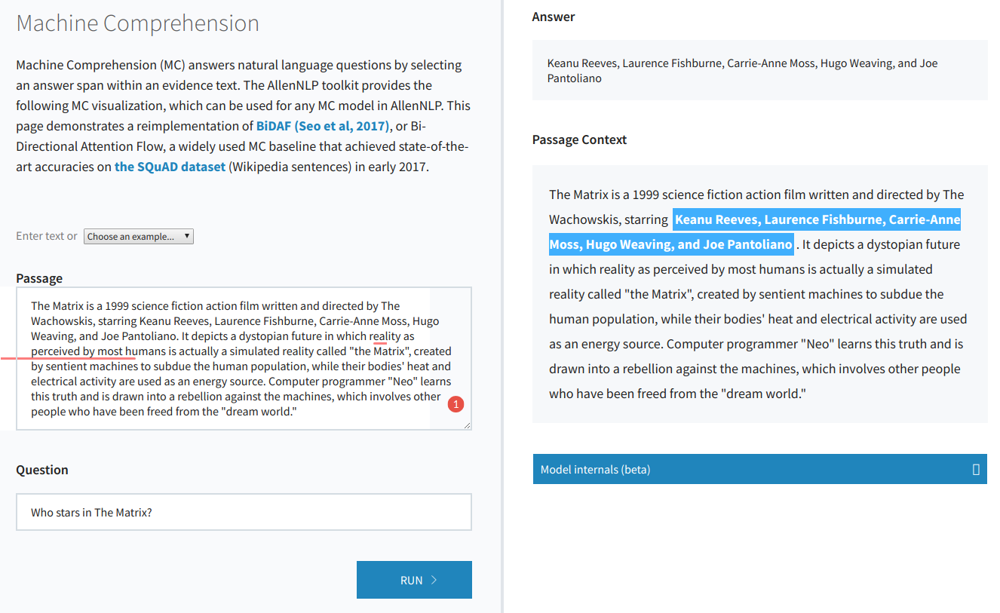 Machine Comprehension
Machine Comprehension (MC) answers natural language questions by selecting
an answer span within an evidence text. The AllenNLP toolkit provides the
following MC visualization, which can be used for any MC model in AllenNLP. This
page demonstrates a reimplementation of BiDAF (Seo et al, 2017), or Bi-
Directional Attention Flow, a widely used MC baseline that achieved state-of-the-
art accuracies on the SQuAD dataset (Wikipedia sentences) in early 2017.
Enter text or Choose an example...
Passage
The Matrix is a 1999 science fiction action film written and directed by The
Wachowskis, starring Keanu Reeves, Laurence Fishburne, Carrie-Anne Moss, Hugo
Weaving, and Joe Pantoliano. It depicts a dystopian future in which reality as
perceived by most humans is actually a simulated reality called "the Matrix", created
by sentient machines to subdue the human population, while their bodies' heat and
electrical activity are used as an energy source. Computer programmer "Neo" learns
this truth and is drawn into a rebellion against the machines, which involves other
people who have been freed from the "dream world."
1
Question
Who stars in The Matrix?
RUN
Answer
Keanu Reeves, Laurence Fishburne, Carrie-Anne Moss, Hugo Weaving, and Joe
Pantoliano
Passage Context
The Matrix is a 1999 science fiction action film written and directed by The
Wachowskis, starring Keanu Reeves, Laurence Fishburne, Carrie-Anne
Moss, Hugo Weaving, and Joe Pantoliano . It depicts a dystopian future
in which reality as perceived by most humans is actually a simulated
reality called "the Matrix", created by sentient machines to subdue the
human population, while their bodies' heat and electrical activity are used
as an energy source. Computer programmer "Neo" learns this truth and is
drawn into a rebellion against the machines, which involves other people
who have been freed from the "dream world."
Model internals (beta)